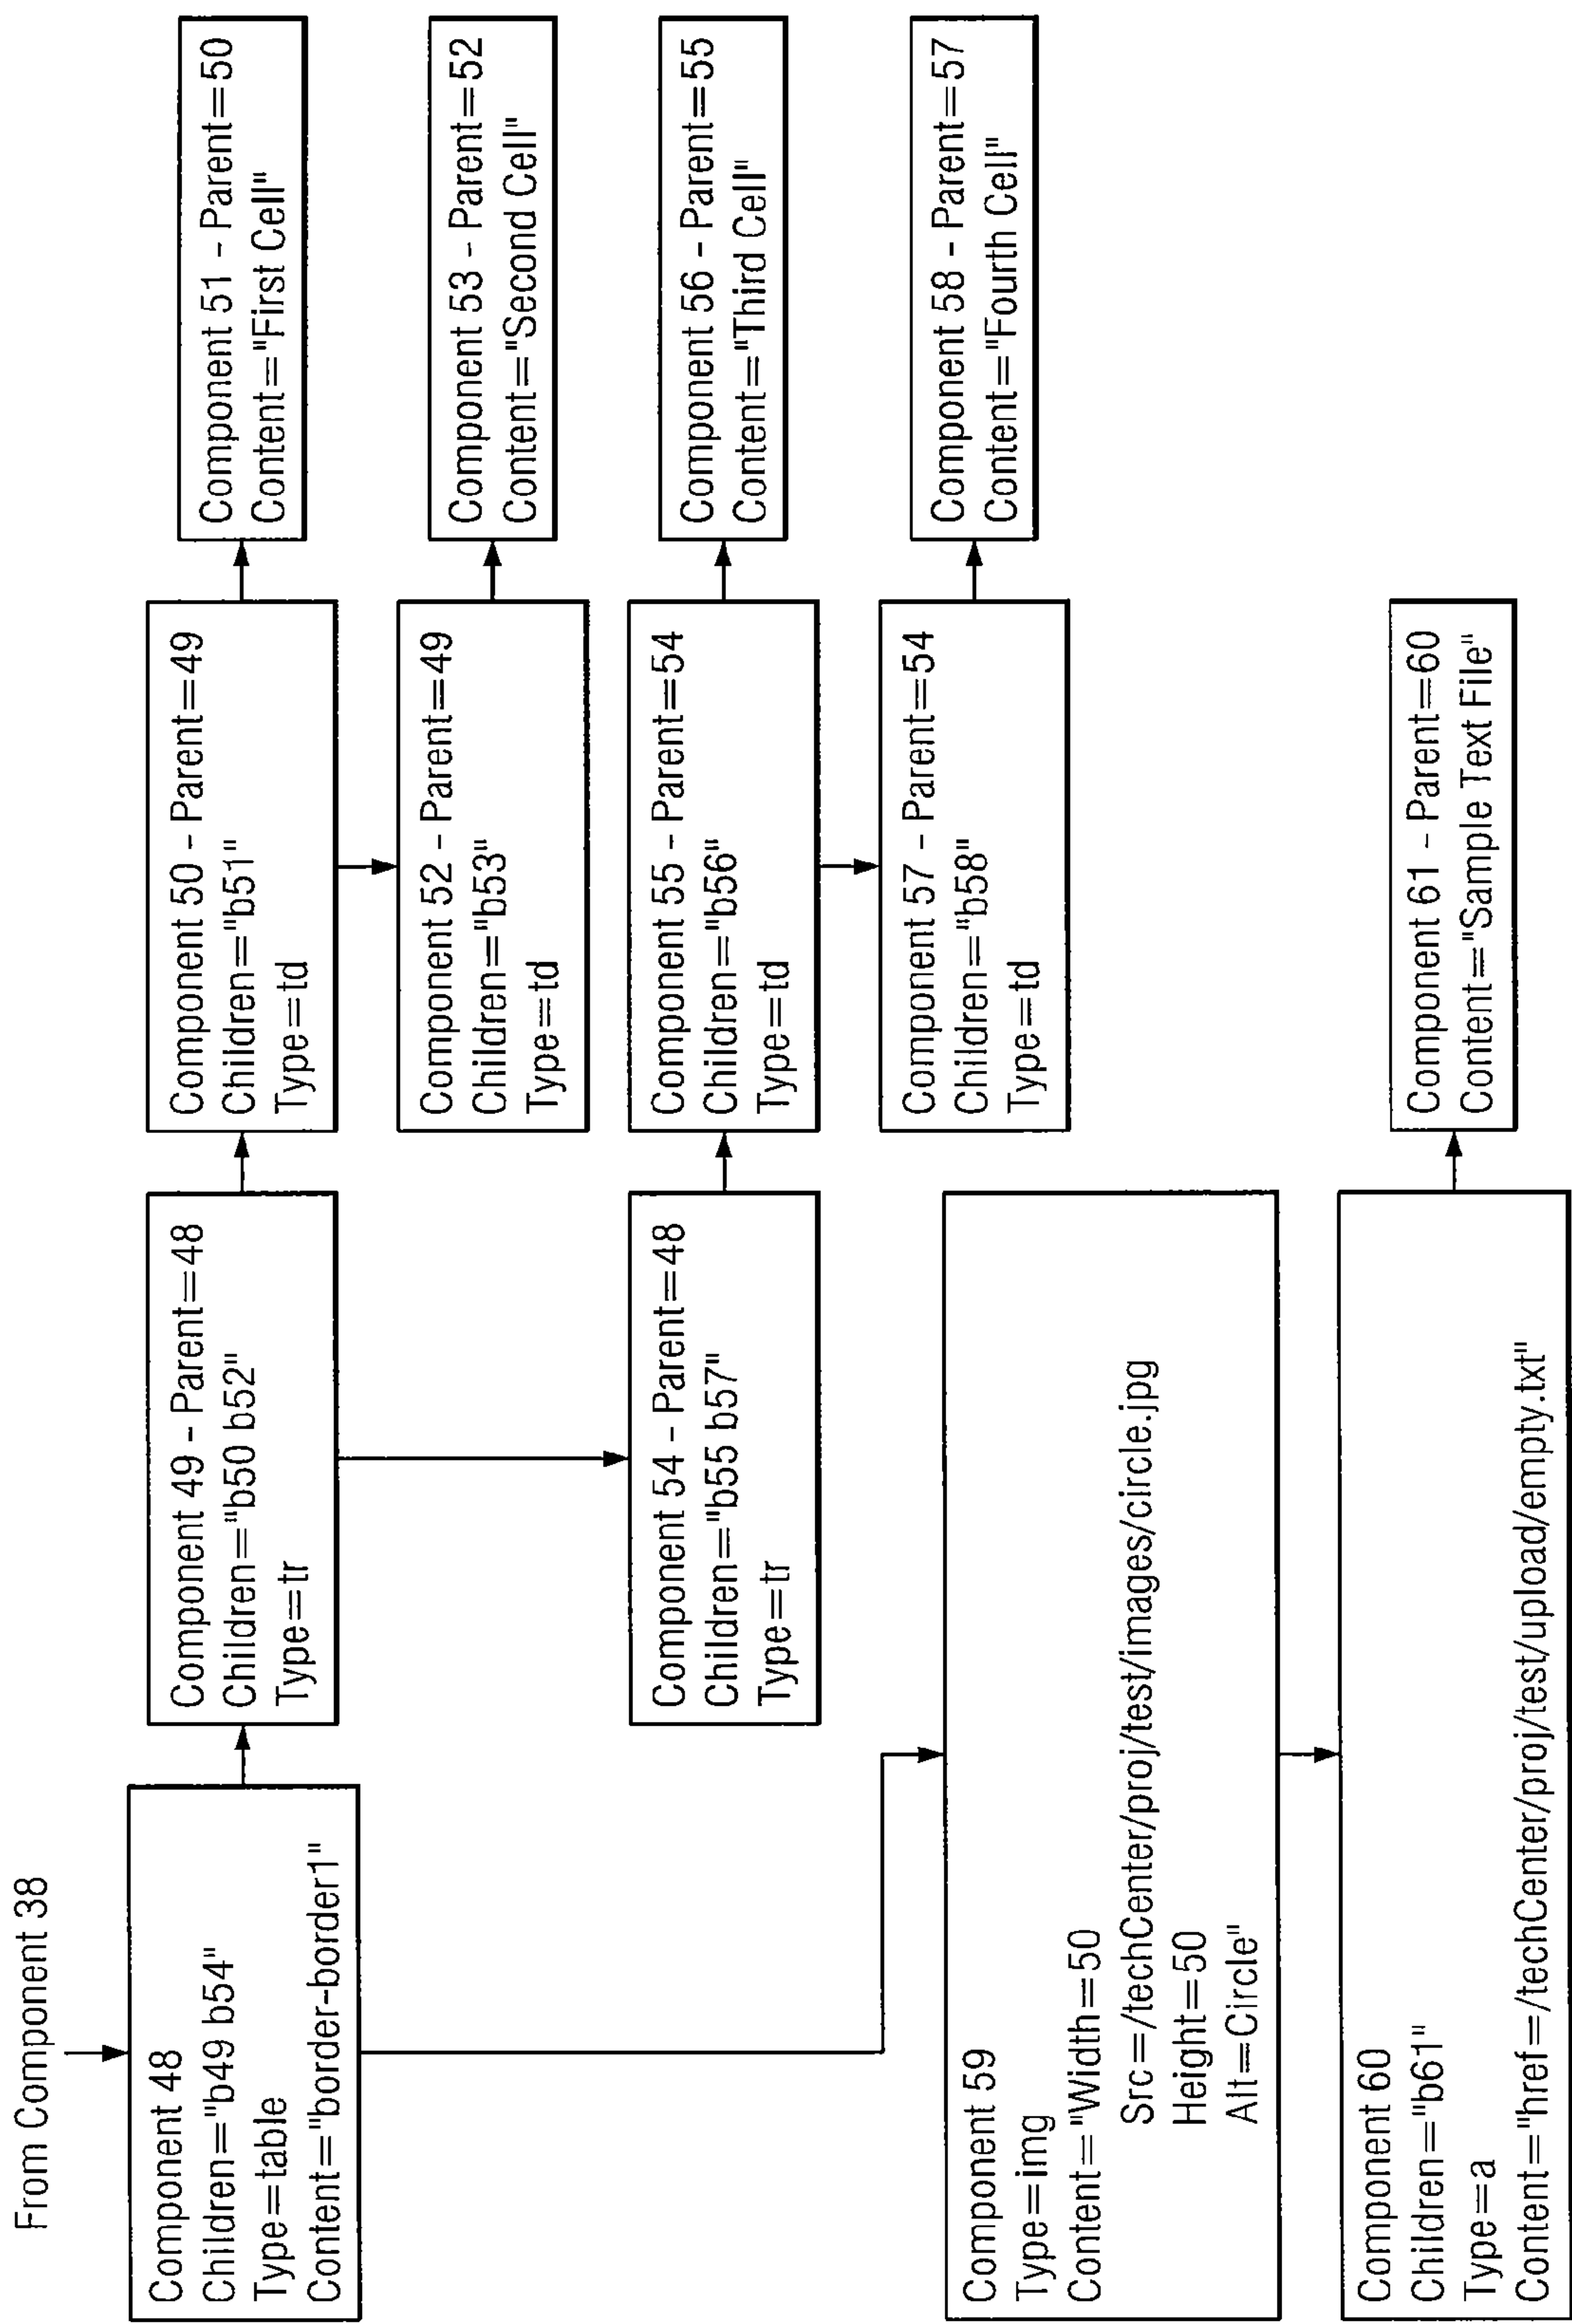 From Component 38
Component 48
Children="b49 b54"
Type=table
Content="border-border1"
Component 49 - Parent=48
Children="b50 b52"
Type=tr
Component 50 - Parent=49
Children="b51"
Type=td
Component 51 - Parent=50
Content="First Cell"
Component 52 - Parent=49
Children="b53"
Type=td
Component 53 - Parent=52
Content="Second Cell"
Component 54 - Parent=48
Children="b55 b57"
Type=tr
Component 55 - Parent=54
Children="b56"
Type=td
Component 56 - Parent=55
Content="Third Cell"
Component 57 - Parent=54
Children="b58"
Type=td
Component 58 - Parent=57
Content="Fourth Cell"
Component 59
Type=img
Content="Width=50
Src=/techCenter/proj/test/images/circle.jpg
Height=50
Alt=Circle"
Component 60
Children="b61"
Type=a
Content="href=/techCenter/proj/test/upload/empty.txt"
Component 61 - Parent=60
Content="Sample Text File"